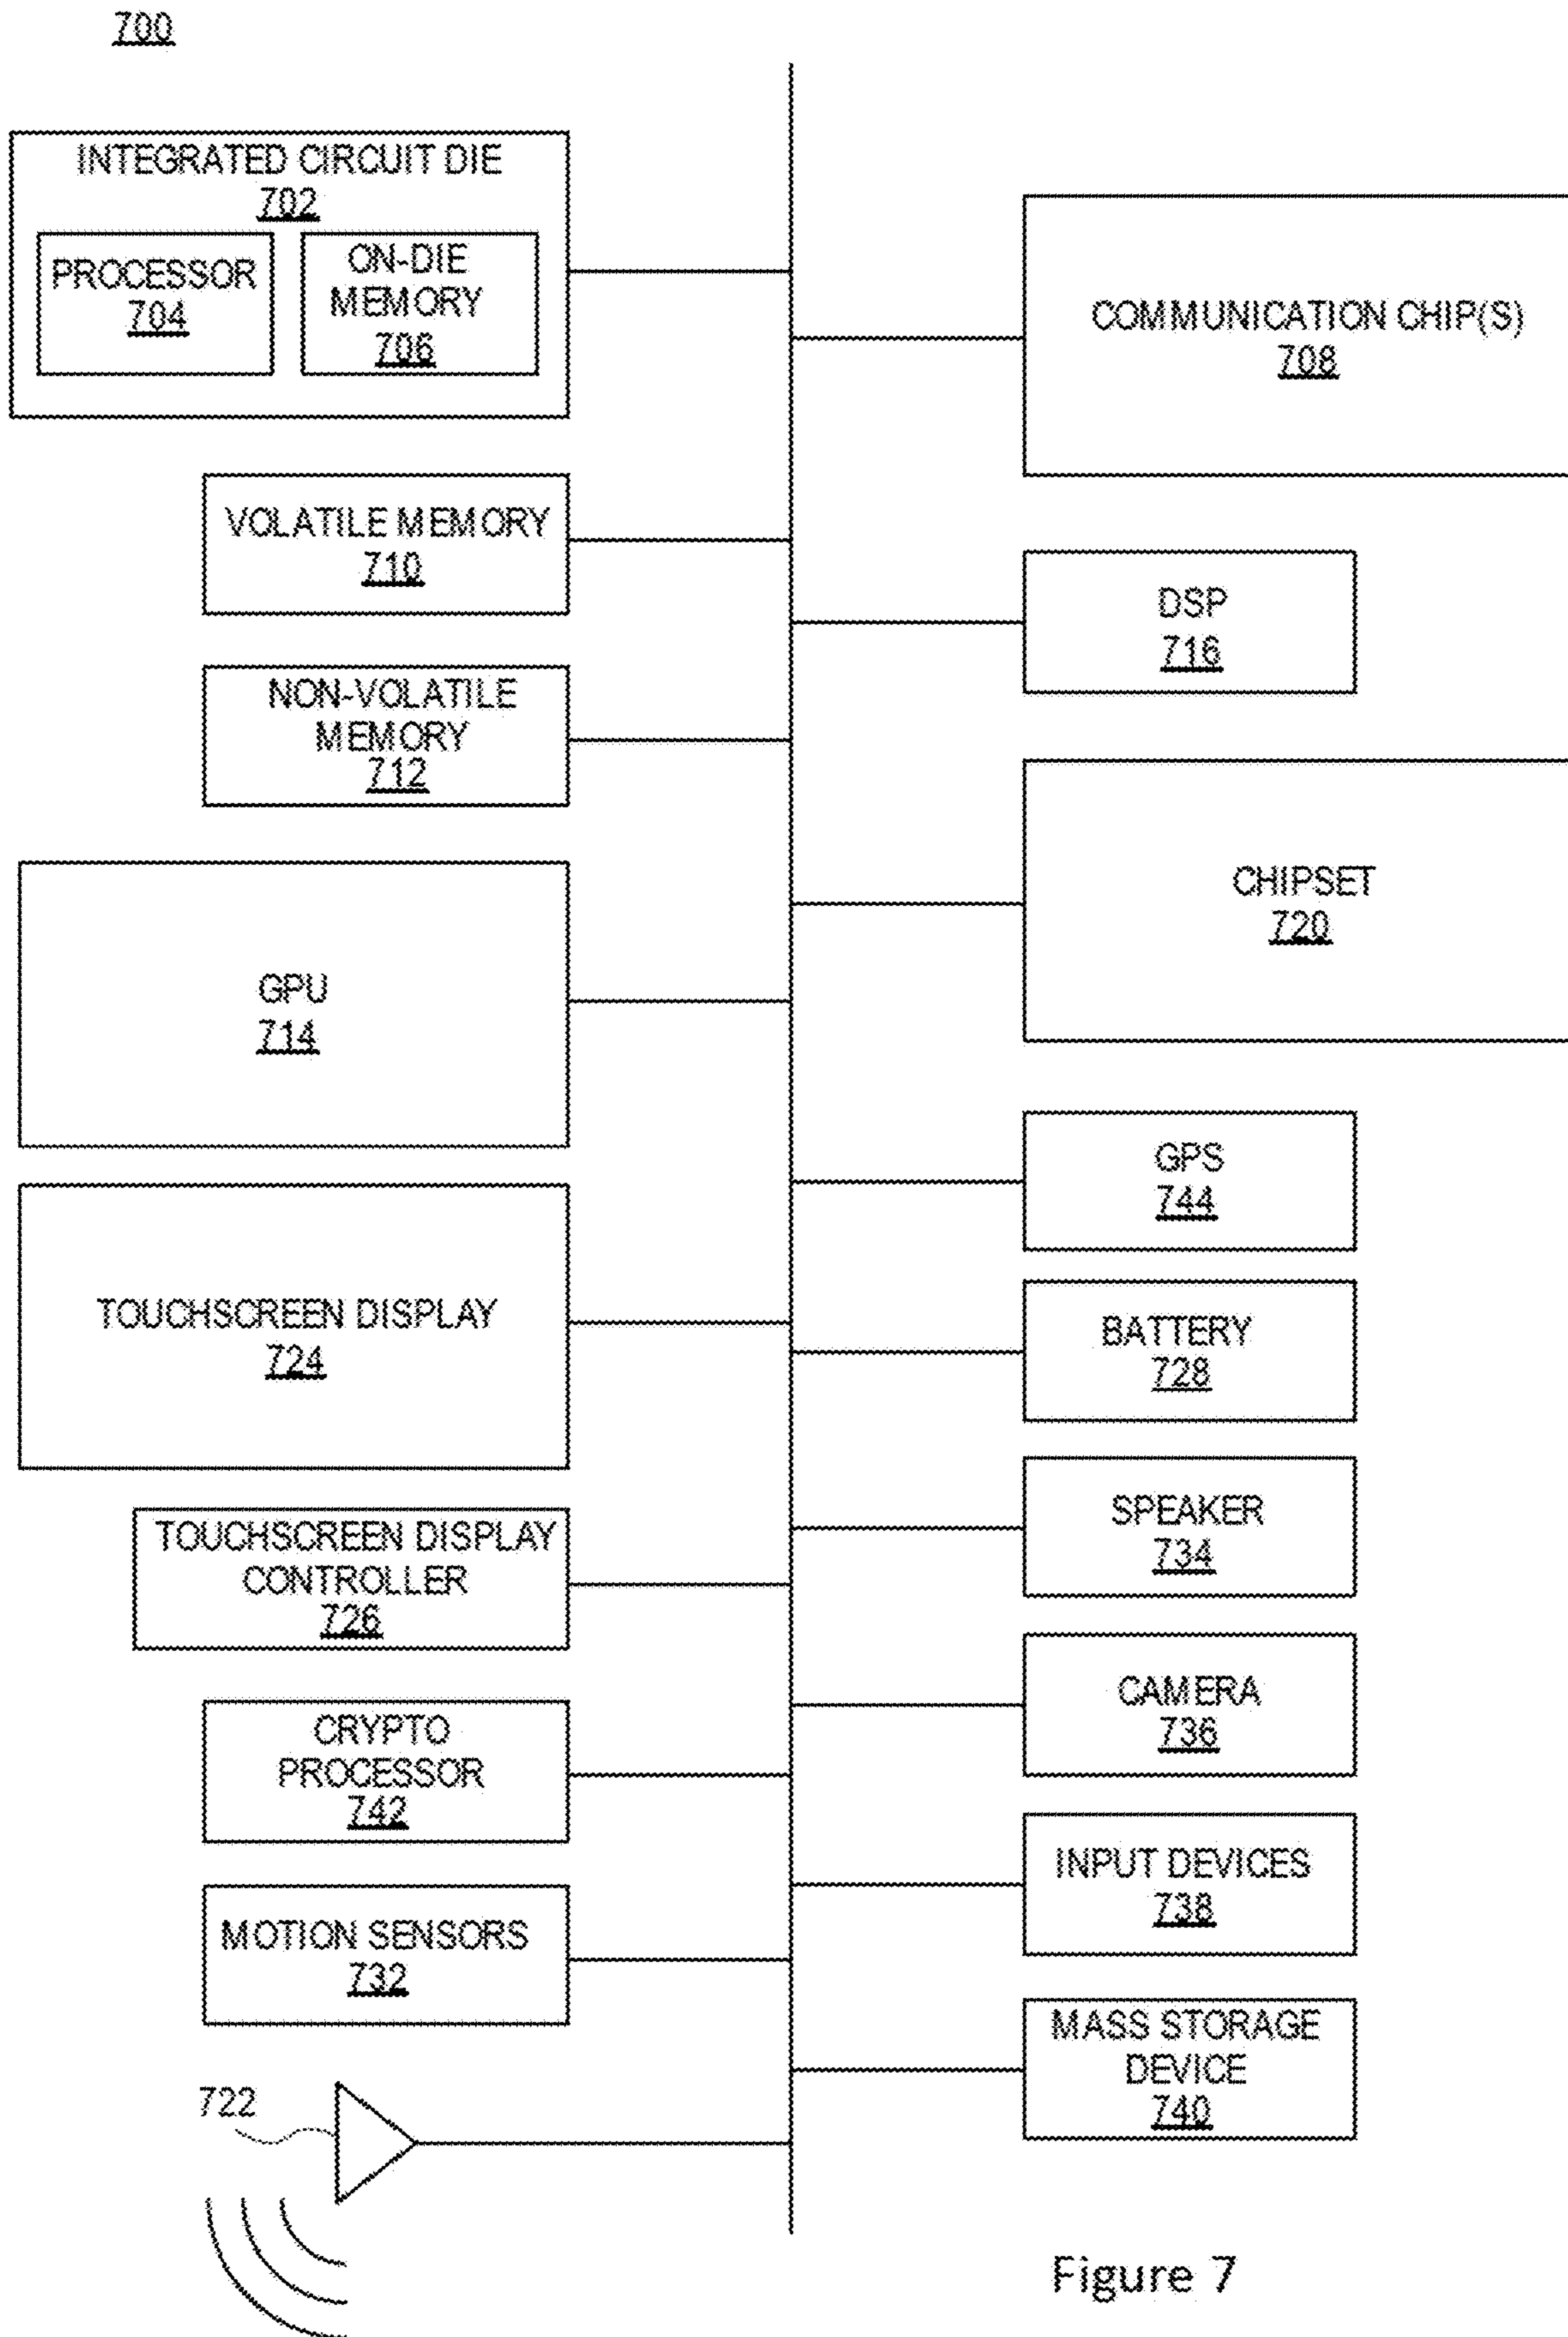 700
INTEGRATED CIRCUIT DIE
702
PROCESSOR
704
ON-DIE
MEMORY
706
COMMUNICATION CHIP(S)
708
VOLATILE MEMORY
710
DSP
716
NON-VOLATILE
MEMORY
712
CHIPSET
720
GPU
714
GPS
744
TOUCHSCREEN DISPLAY
724
BATTERY
728
SPEAKER
734
TOUCHSCREEN DISPLAY
CONTROLLER
726
CAMERA
736
CRYPTO
PROCESSOR
742
INPUT DEVICES
738
MOTION SENSORS
732
MASS STORAGE
DEVICE
740
722
Figure 7